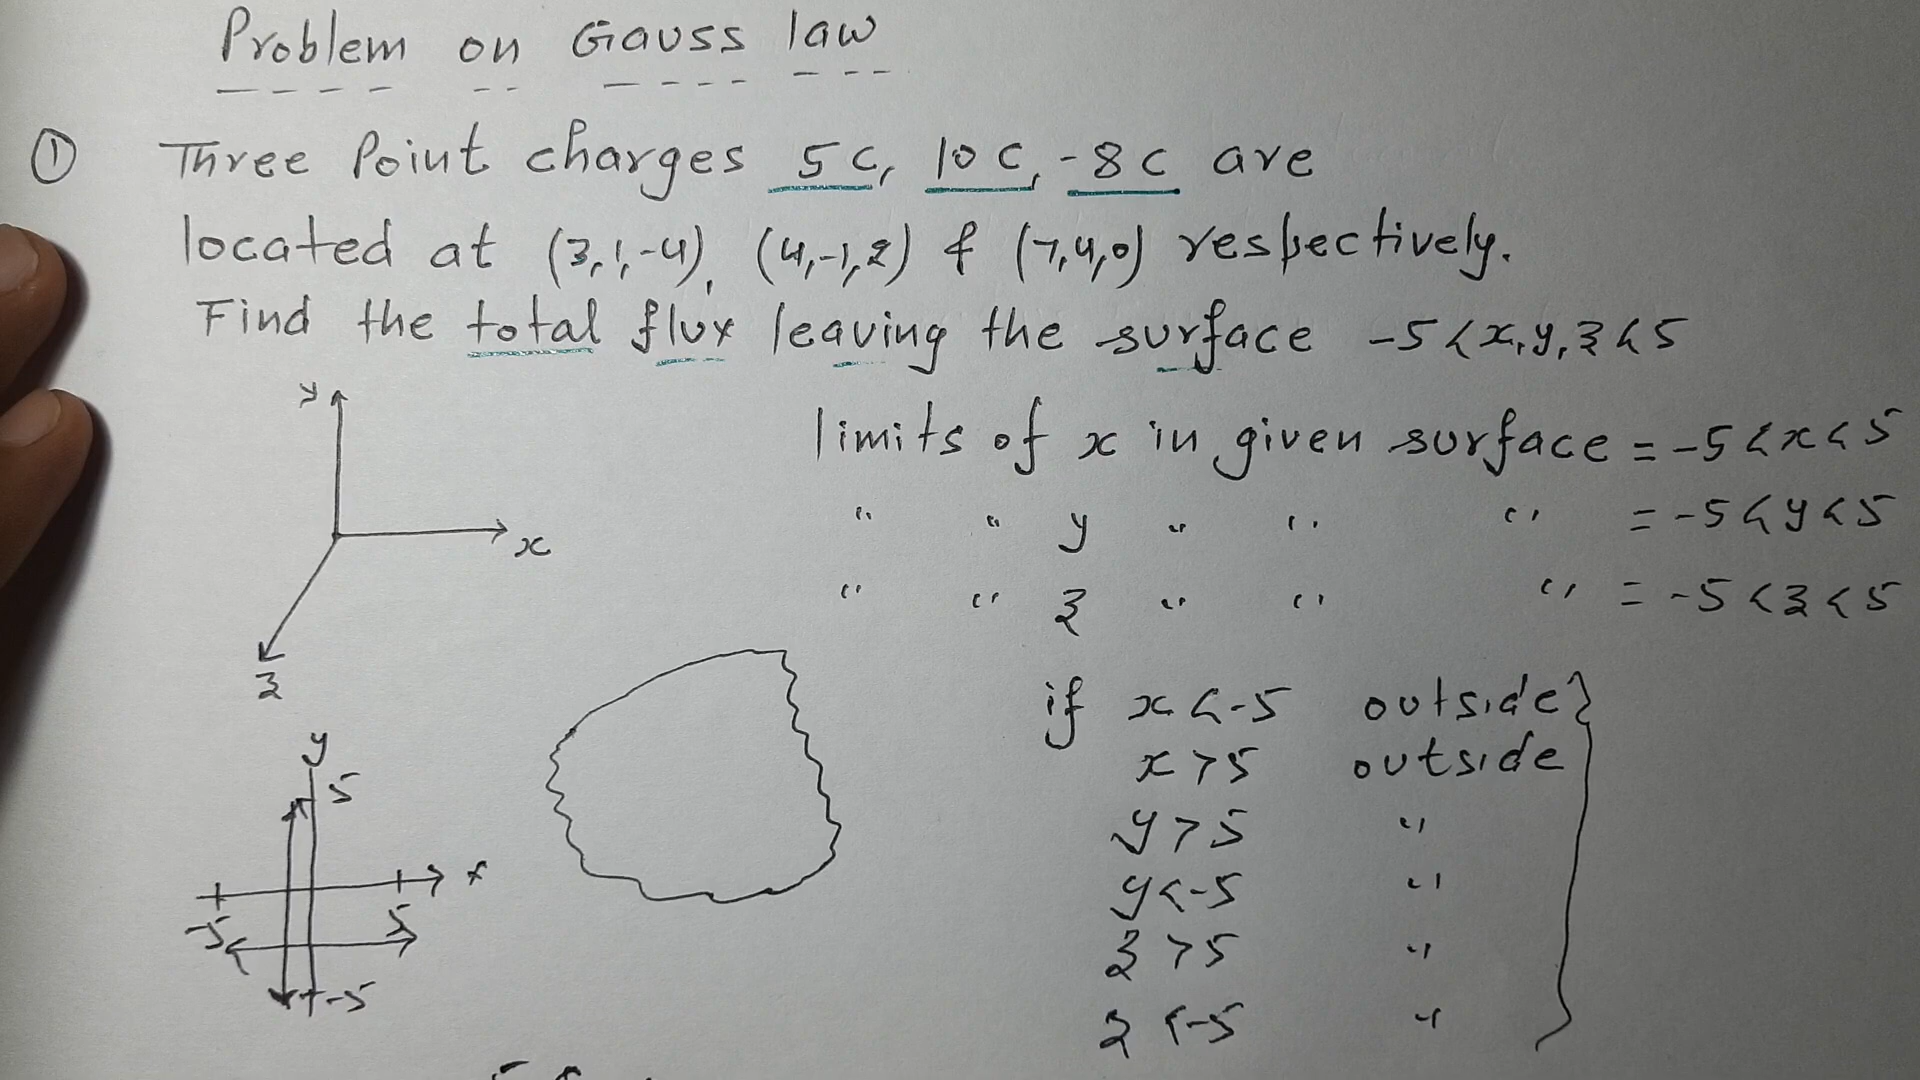 Problem on Gauss law
① Three Point charges 5C, 10C, -8C are
located at (3,1,-4), (4,-1,2) & (7,4,0) respectively.
Find the total flux leaving the surface -5<x,y,z<5
y
x
z
limits of x in given surface = -5<x<5
" " y " " " = -5<y<5
" " z " " " = -5<z<5
if x<-5 outside
x>5 outside
y>5 "
y<-5 "
z>5 "
z<-5 "
y
5
x
-5 5
-5